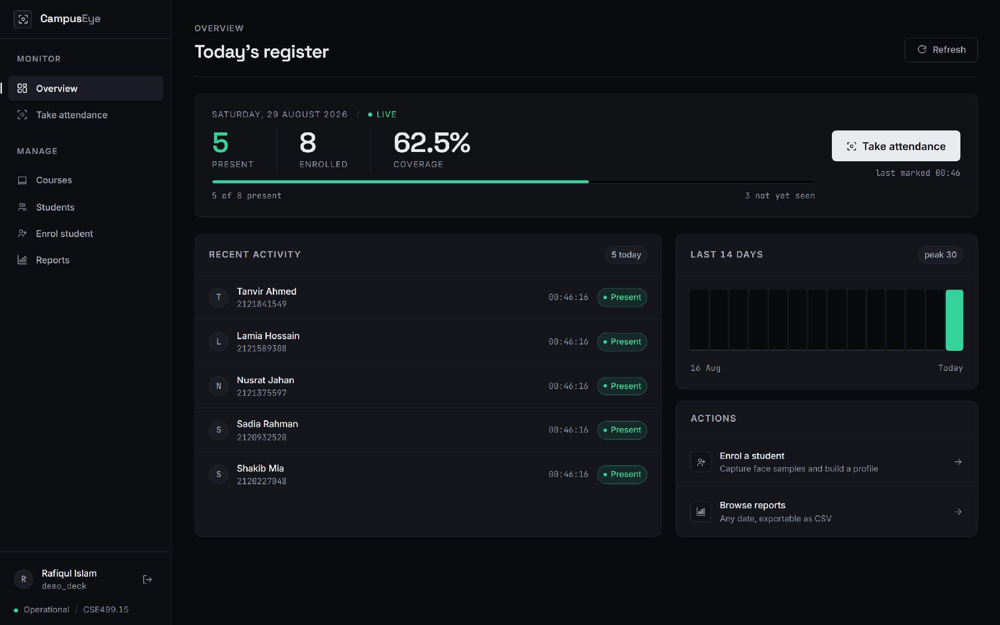 CampusEye
MONITOR
Overview
Take attendance
MANAGE
Courses
Students
Enrol student
Reports
R
Rafiqul Islam
demo_deck
Operational / CSE499.15
OVERVIEW
Today's register
Refresh
SATURDAY, 29 AUGUST 2026 / LIVE
5
PRESENT
8
ENROLLED
62.5%
COVERAGE
5 of 8 present
3 not yet seen
Take attendance
last marked 00:46
RECENT ACTIVITY
5 today
T
Tanvir Ahmed
2121841549
00:46:16
Present
L
Lamia Hossain
2121589308
00:46:16
Present
N
Nusrat Jahan
2121375597
00:46:16
Present
S
Sadia Rahman
2120932520
00:46:16
Present
S
Shakib Mia
2120227048
00:46:16
Present
LAST 14 DAYS
peak 30
16 Aug
Today
ACTIONS
Enrol a student
Capture face samples and build a profile
Browse reports
Any date, exportable as CSV